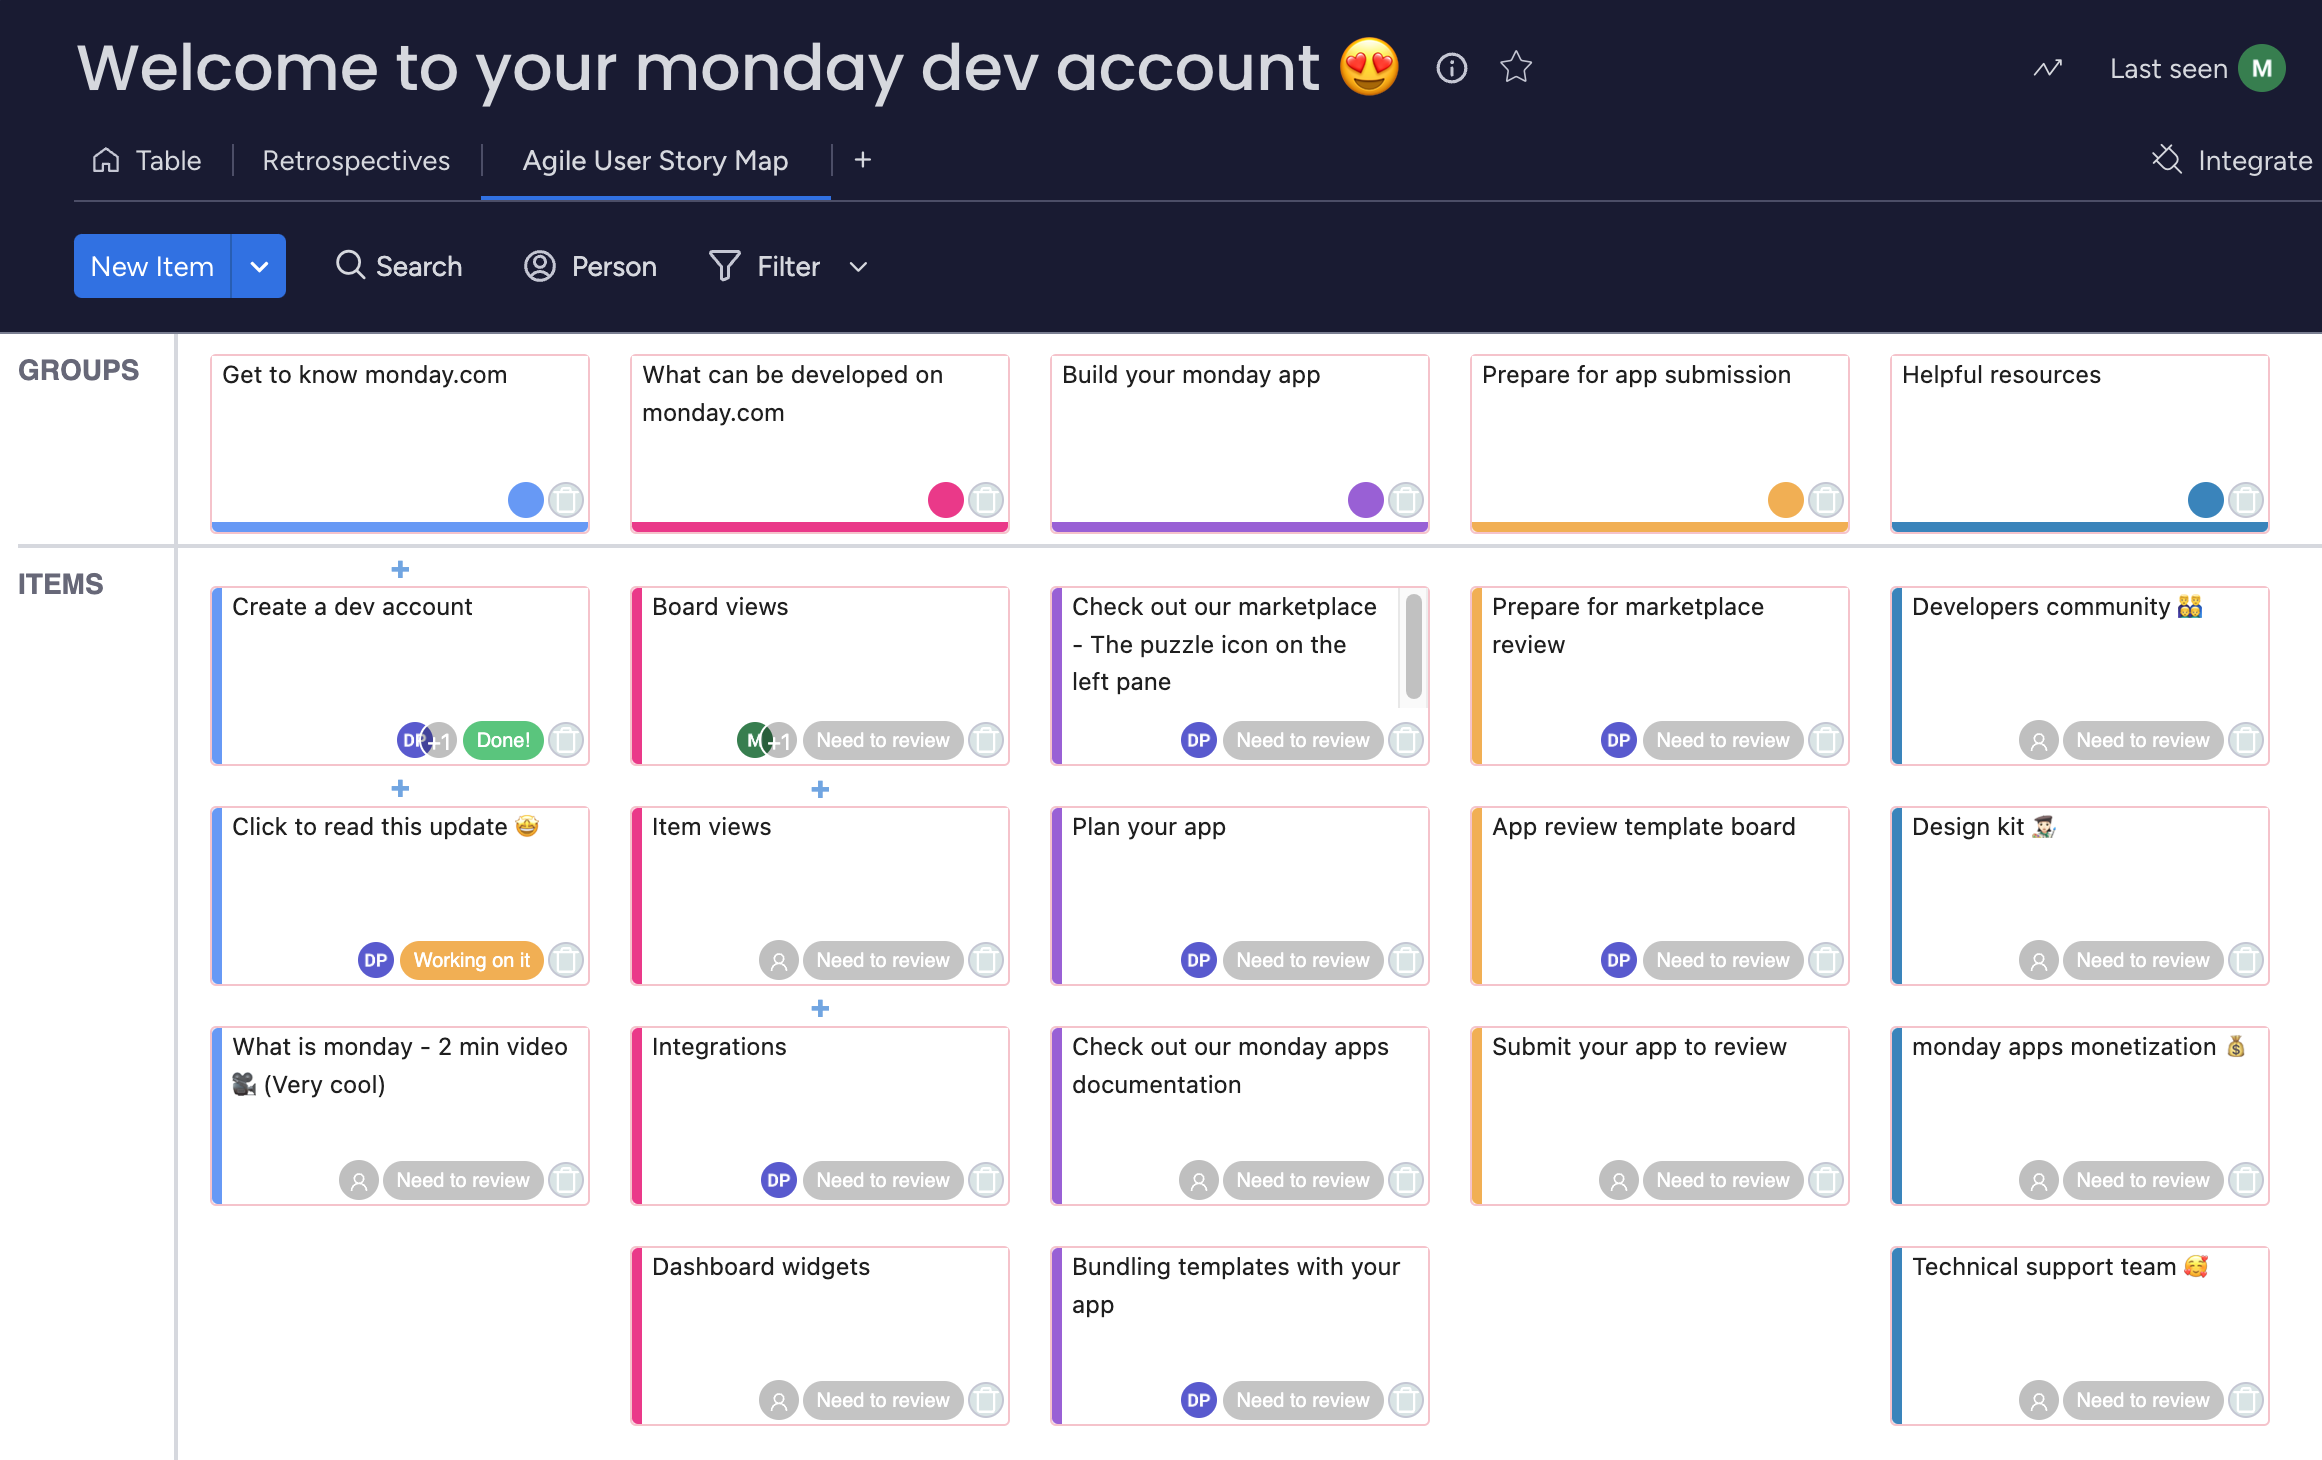 Welcome to your monday dev account 😍
Last seen M
Table
Retrospectives
Agile User Story Map
+
Integrate
New Item
Search
Person
Filter
GROUPS
Get to know monday.com
What can be developed on
monday.com
Build your monday app
Prepare for app submission
Helpful resources
ITEMS
+
Create a dev account
DP +1 Done!
Board views
M +1 Need to review
Check out our marketplace
- The puzzle icon on the
left pane
DP Need to review
Prepare for marketplace
review
DP Need to review
Developers community 👨‍👩‍👧‍👦
Need to review
+
+
Click to read this update 🤩
DP Working on it
Item views
Need to review
Plan your app
DP Need to review
App review template board
DP Need to review
Design kit 👩🏻‍🎨
Need to review
+
What is monday - 2 min video
🎥 (Very cool)
Need to review
Integrations
DP Need to review
Check out our monday apps
documentation
Need to review
Submit your app to review
Need to review
monday apps monetization 💰
Need to review
Dashboard widgets
Need to review
Bundling templates with your
app
DP Need to review
Technical support team 🥰
Need to review